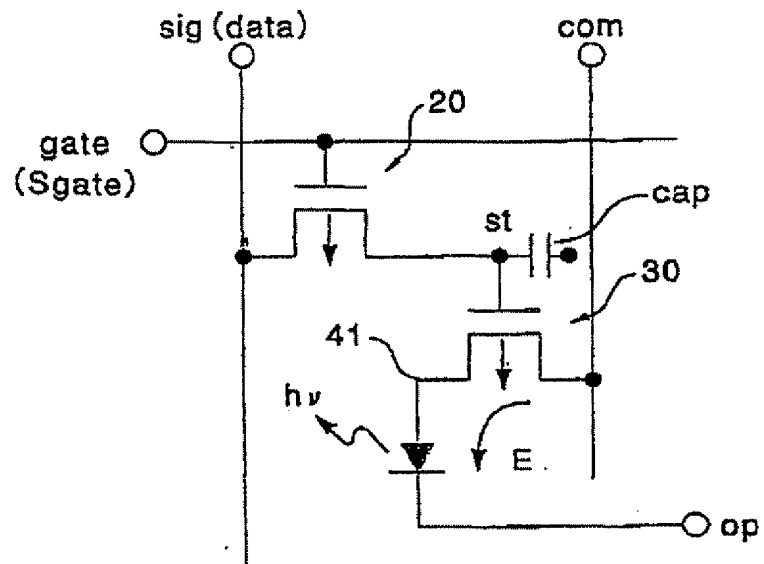 sig (data)
com
20
gate
(Sgate)
st
cap
30
41
hν
E
op